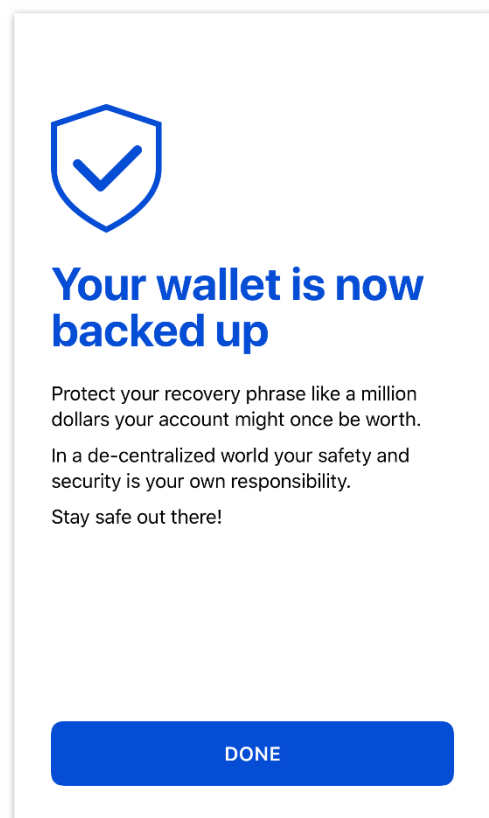 Your wallet is now
backed up
Protect your recovery phrase like a million
dollars your account might once be worth.
In a de-centralized world your safety and
security is your own responsibility.
Stay safe out there!
DONE